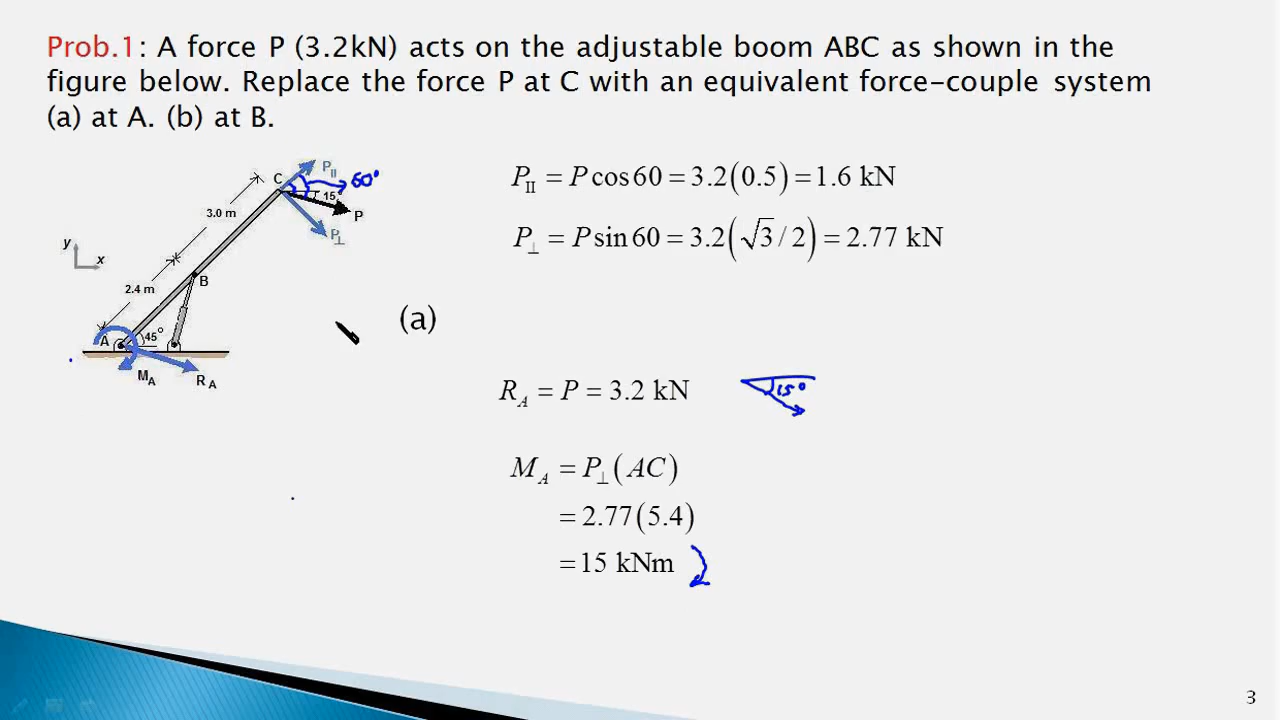 Prob.1: A force P (3.2kN) acts on the adjustable boom ABC as shown in the
figure below. Replace the force P at C with an equivalent force-couple system
(a) at A. (b) at B.
C
P_II
60°
15°
P
P_⊥
3.0 m
y
x
B
2.4 m
A
45°
M_A
R_A
P_II = P cos 60 = 3.2(0.5) = 1.6 kN
P_⊥ = P sin 60 = 3.2(√3 / 2) = 2.77 kN
(a)
R_A = P = 3.2 kN
15°
M_A = P_⊥(AC)
= 2.77(5.4)
= 15 kNm
3